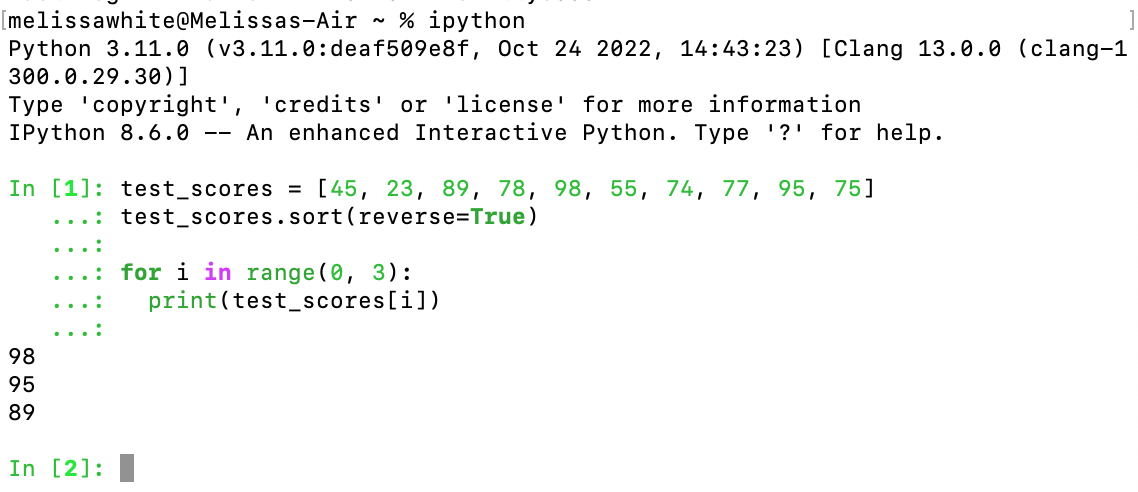 [melissawhite@Melissas-Air ~ % ipython ]
Python 3.11.0 (v3.11.0:deaf509e8f, Oct 24 2022, 14:43:23) [Clang 13.0.0 (clang-1
300.0.29.30)]
Type 'copyright', 'credits' or 'license' for more information
IPython 8.6.0 -- An enhanced Interactive Python. Type '?' for help.
In [1]: test_scores = [45, 23, 89, 78, 98, 55, 74, 77, 95, 75]
   ...: test_scores.sort(reverse=True)
   ...:
   ...: for i in range(0, 3):
   ...:   print(test_scores[i])
   ...:
98
95
89
In [2]: